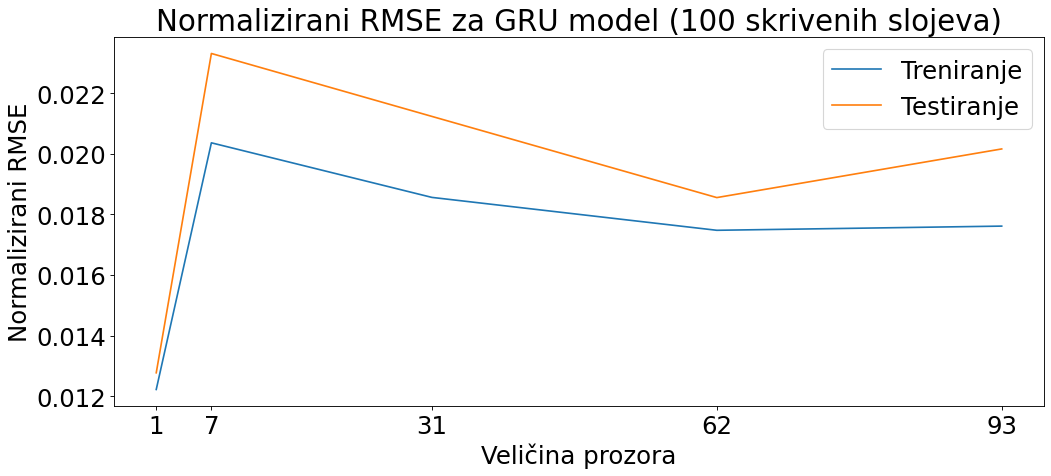 Normalizirani RMSE za GRU model (100 skrivenih slojeva)
Treniranje
Testiranje
Normalizirani RMSE
0.022
0.020
0.018
0.016
0.014
0.012
1 7 31 62 93
Veličina prozora